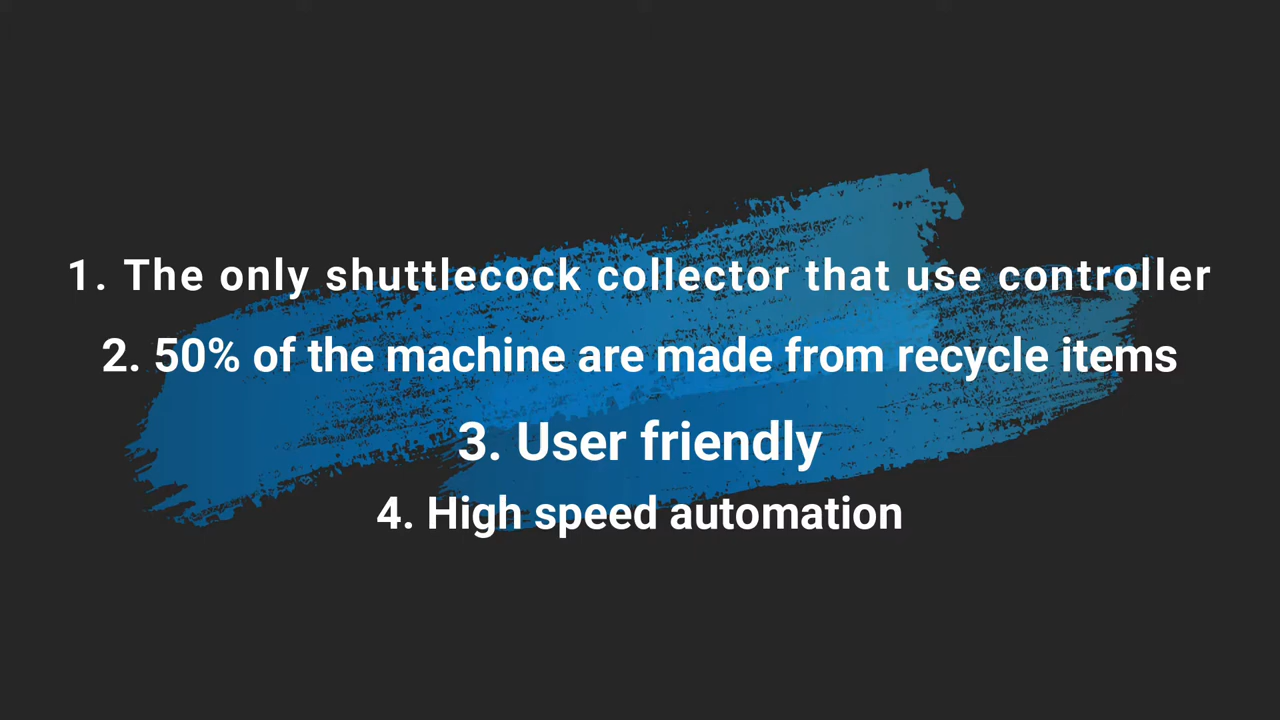 1. The only shuttlecock collector that use controller
2. 50% of the machine are made from recycle items
3. User friendly
4. High speed automation